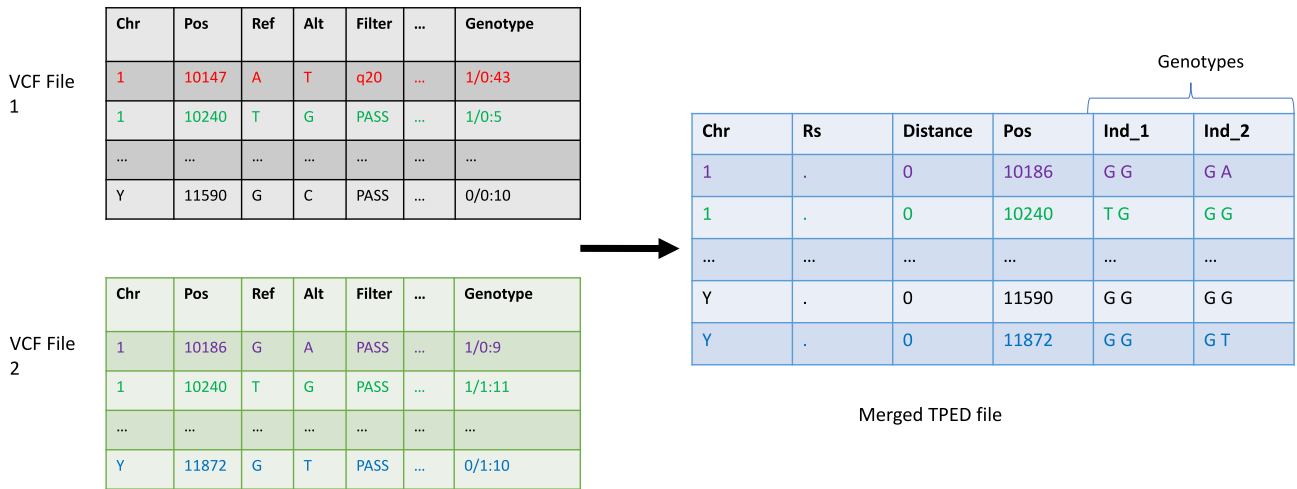 VCF File
1
Chr Pos Ref Alt Filter ... Genotype
1 10147 A T q20 ... 1/0:43
1 10240 T G PASS ... 1/0:5
... ... ... ... ... ... ...
Y 11590 G C PASS ... 0/0:10
VCF File
2
Chr Pos Ref Alt Filter ... Genotype
1 10186 G A PASS ... 1/0:9
1 10240 T G PASS ... 1/1:11
... ... ... ... ... ... ...
Y 11872 G T PASS ... 0/1:10
Genotypes
Chr Rs Distance Pos Ind_1 Ind_2
1 . 0 10186 G G G A
1 . 0 10240 T G G G
... ... ... ... ... ...
Y . 0 11590 G G G G
Y . 0 11872 G G G T
Merged TPED file